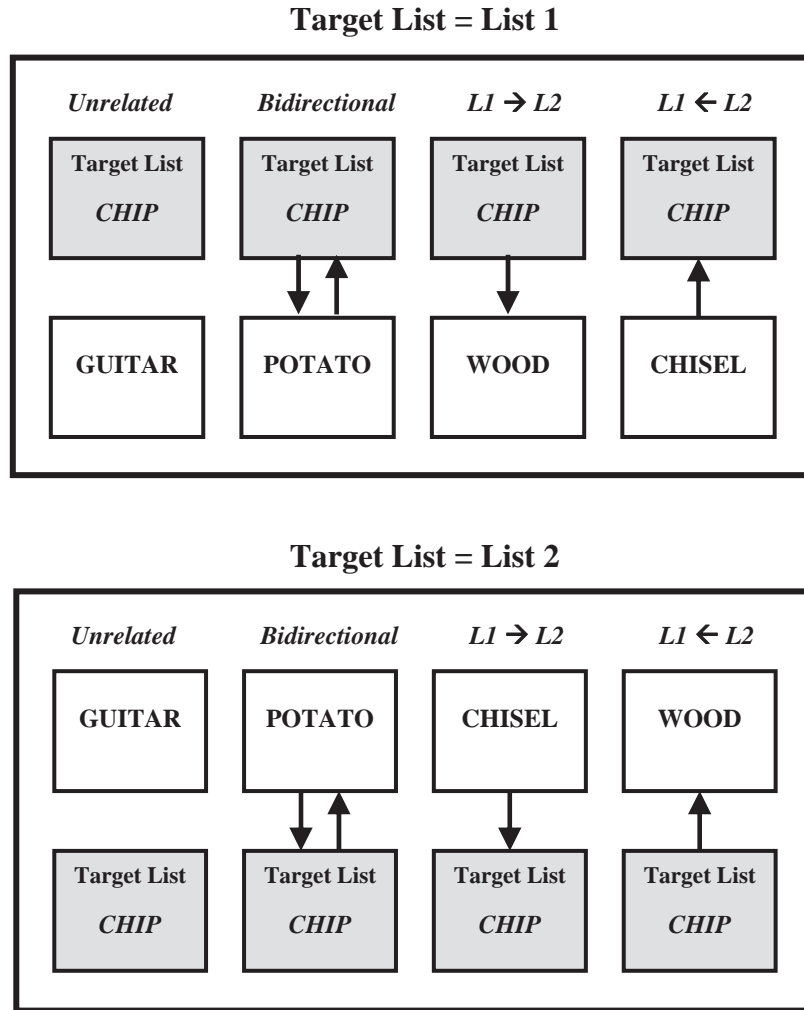 Target List = List 1
Unrelated Bidirectional L1 → L2 L1 ← L2
Target List Target List Target List Target List
CHIP CHIP CHIP CHIP
GUITAR POTATO WOOD CHISEL
Target List = List 2
Unrelated Bidirectional L1 → L2 L1 ← L2
GUITAR POTATO CHISEL WOOD
Target List Target List Target List Target List
CHIP CHIP CHIP CHIP